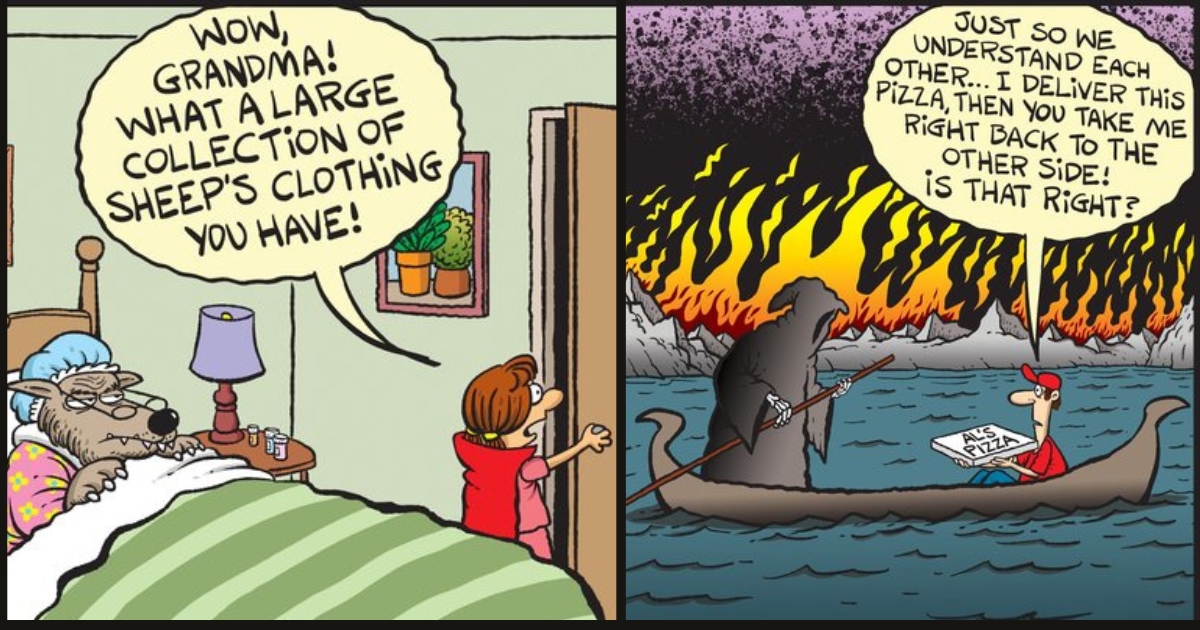 WOW,
GRANDMA!
WHAT A LARGE
COLLECTiON OF
SHEEP'S CLOTHiNG
YOU HAVE!
JUST SO WE
UNDERSTAND EACH
OTHER... I DELiVER THiS
PiZZA, THEN YOU TAKE ME
RiGHT BACK TO THE
OTHER SiDE!
iS THAT RiGHT?
AL'S
PiZZA